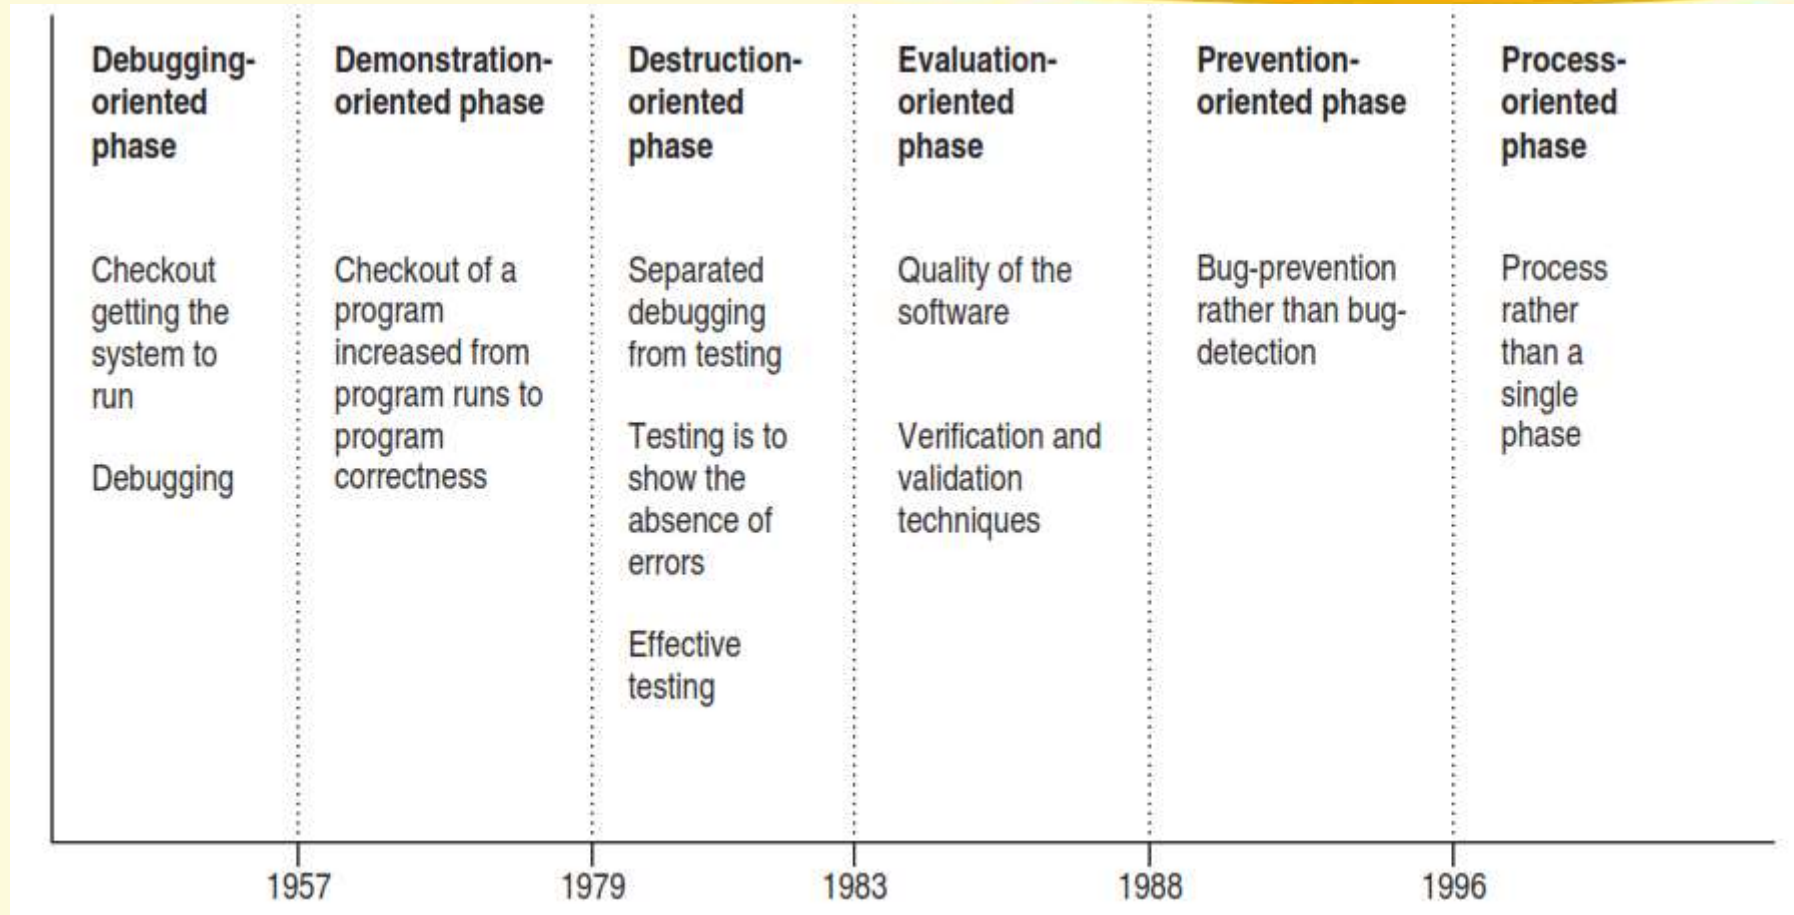 Debugging-
oriented
phase
Checkout
getting the
system to
run
Debugging
Demonstration-
oriented phase
Checkout of a
program
increased from
program runs to
program
correctness
Destruction-
oriented
phase
Separated
debugging
from testing
Testing is to
show the
absence of
errors
Effective
testing
Evaluation-
oriented
phase
Quality of the
software
Verification and
validation
techniques
Prevention-
oriented phase
Bug-prevention
rather than bug-
detection
Process-
oriented
phase
Process
rather
than a
single
phase
1957
1979
1983
1988
1996